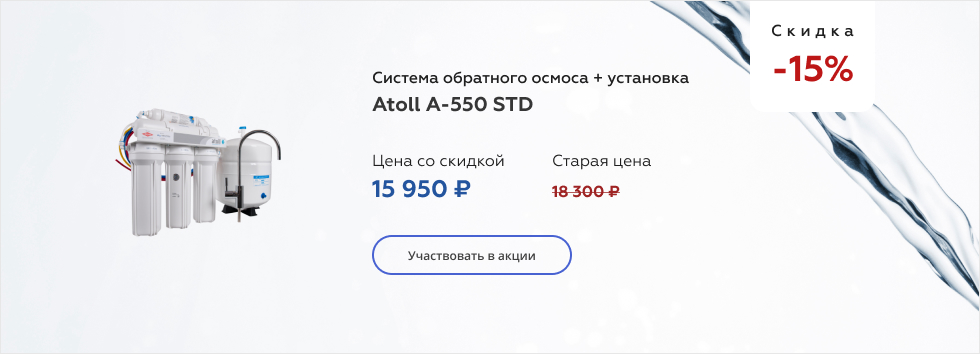 Скидка
-15%
Система обратного осмоса + установка
Atoll A-550 STD
Цена со скидкой
Старая цена
15 950 ₽
18 300 ₽
Участвовать в акции